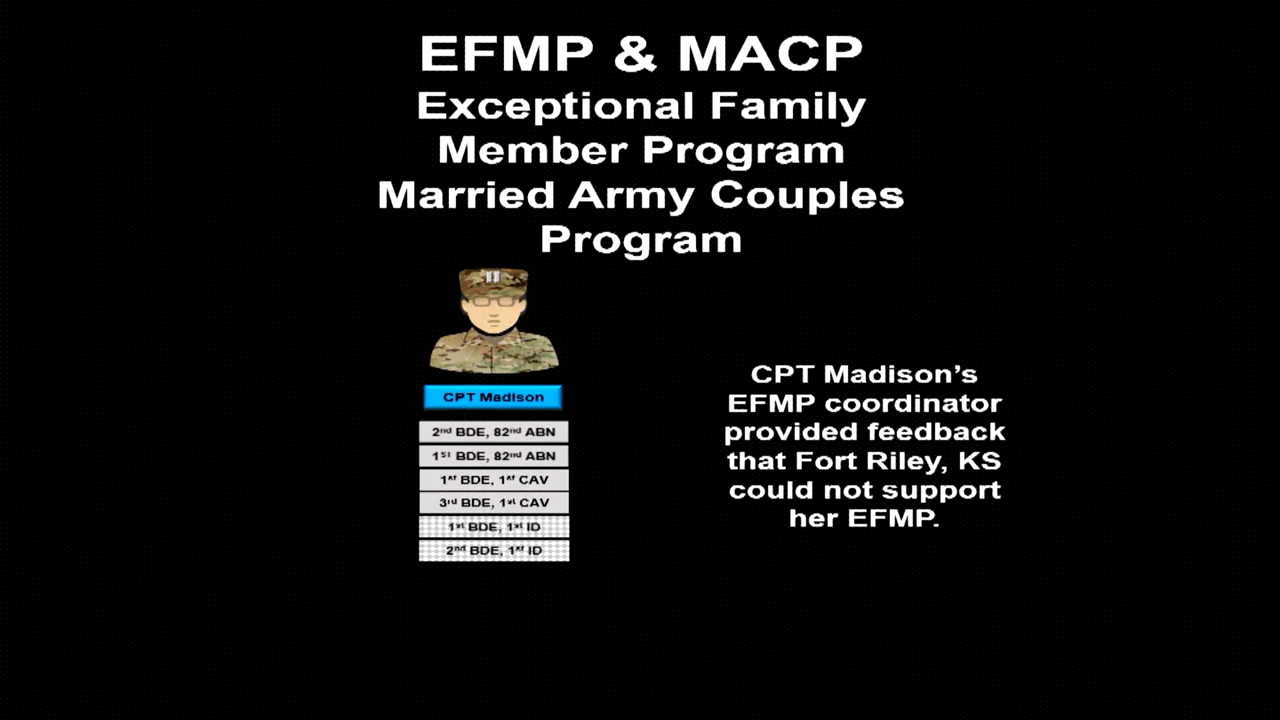 EFMP & MACP
Exceptional Family
Member Program
Married Army Couples
Program
CPT Madison
2nd BDE, 82nd ABN
1ST BDE, 82nd ABN
1st BDE, 1st CAV
3rd BDE, 1st CAV
1st BDE, 1st ID
2nd BDE, 1st ID
CPT Madison’s
EFMP coordinator
provided feedback
that Fort Riley, KS
could not support
her EFMP.